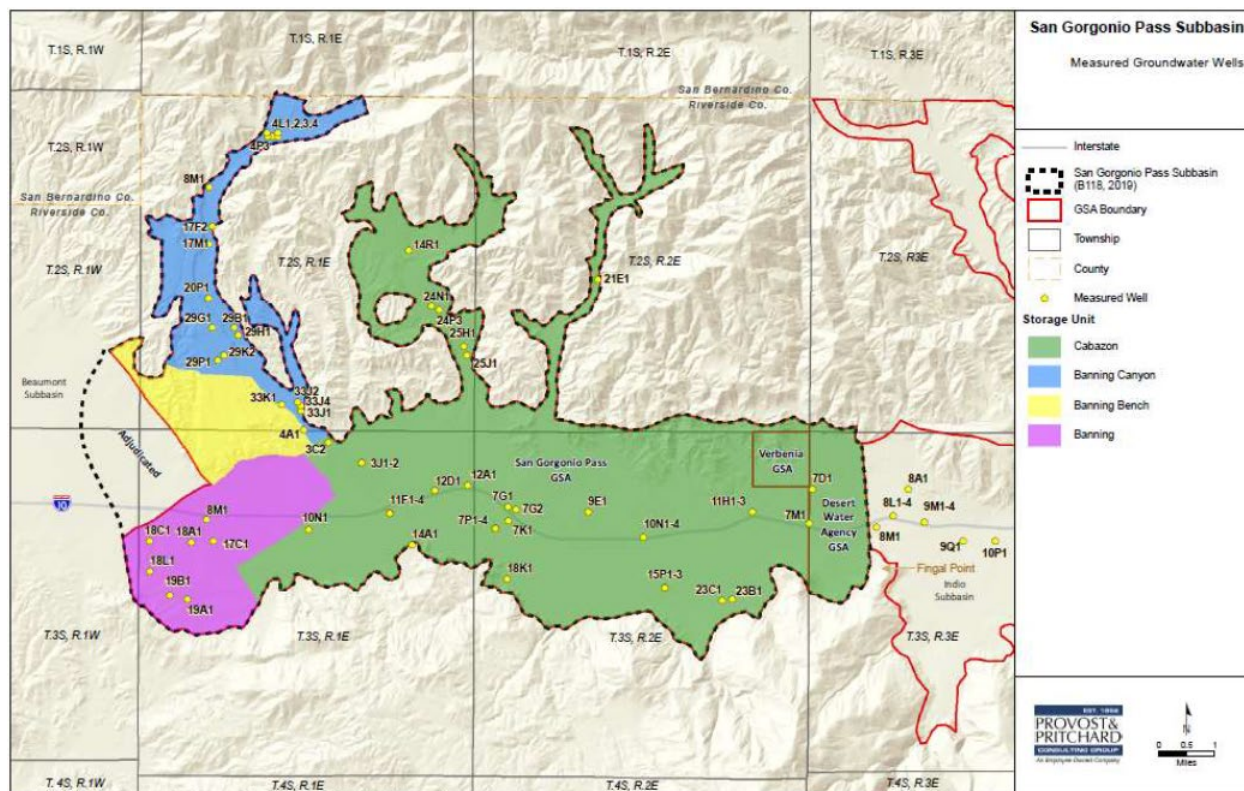 San Gorgonio Pass Subbasin
Measured Groundwater Wells
Interstate
San Gorgonio Pass Subbasin
(B118, 2019)
GSA Boundary
Township
County
Measured Well
Storage Unit
Cabazon
Banning Canyon
Banning Bench
Banning
EST. 1968
PROVOST&
PRITCHARD
CONSULTING GROUP
An Employee Owned Company
N
0 0.5 1
Miles
T.1S, R.1W
T.1S, R.1E
T.1S, R.2E
T.1S, R.3E
San Bernardino Co.
Riverside Co.
T.2S, R.1W
4L1,2,3,4
4P3
8M1
San Bernardino Co.
Riverside Co.
17F2
17M1
14R1
T.2S, R.1W
T.2S, R.1E
T.2S, R.2E
T.2S, R3E
21E1
20P1
24N1
24P3
29G1
29B1
29H1
25H1
25J1
29P1
29K2
Beaumont
Subbasin
33J2
33K1
33J4
33J1
4A1
3C2
Adjudicated
3J1-2
San Gorgonio Pass
GSA
Verbenia
GSA
12D1
12A1
7D1
8A1
10
8M1
10N1
11F1-4
7G1
7G2
9E1
11H1-3
7M1
Desert
Water
Agency
GSA
8L1-4
9M1-4
18C1
18A1
17C1
14A1
7P1-4
7K1
10N1-4
8M1
9Q1
10P1
18L1
19B1
19A1
18K1
15P1-3
23C1
23B1
Fingal Point
Indio
Subbasin
T.3S, R.1W
T.3S, R.1E
T.3S, R.2E
T.3S, R.3E
T.4S, R.1W
T.4S, R.1E
T.4S, R.2E
T.4S, R.3E